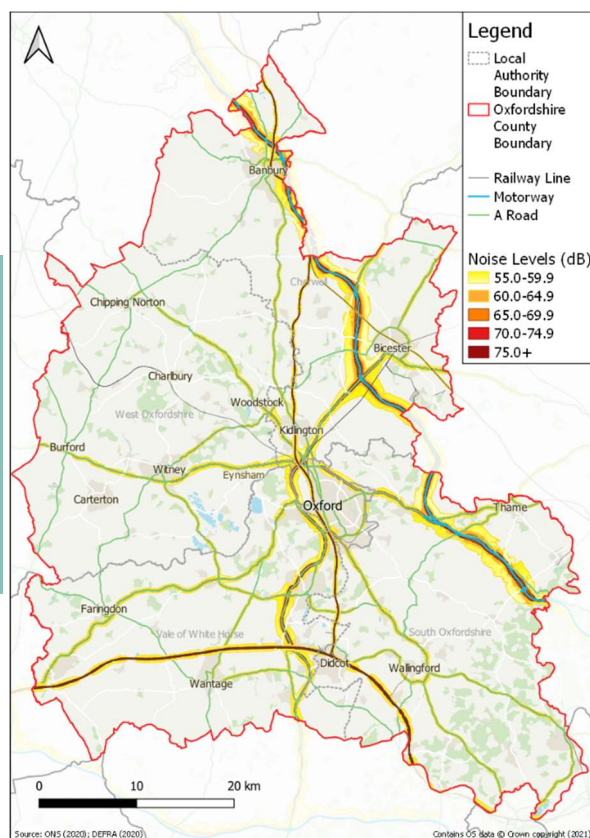 Legend
Local
Authority
Boundary
Oxfordshire
County
Boundary
Railway Line
Motorway
A Road
Noise Levels (dB)
55.0-59.9
60.0-64.9
65.0-69.9
70.0-74.9
75.0+
Banbury
Cherwell
Chipping Norton
Bicester
Charlbury
Woodstock
West Oxfordshire
Kidlington
Burford
Witney
Eynsham
Carterton
Oxford
Thame
Faringdon
Vale of White Horse
South Oxfordshire
Didcot
Wantage
Wallingford
0 10 20 km
Source: ONS (2020); DEFRA (2020)
Contains OS data © Crown copyright (2021)